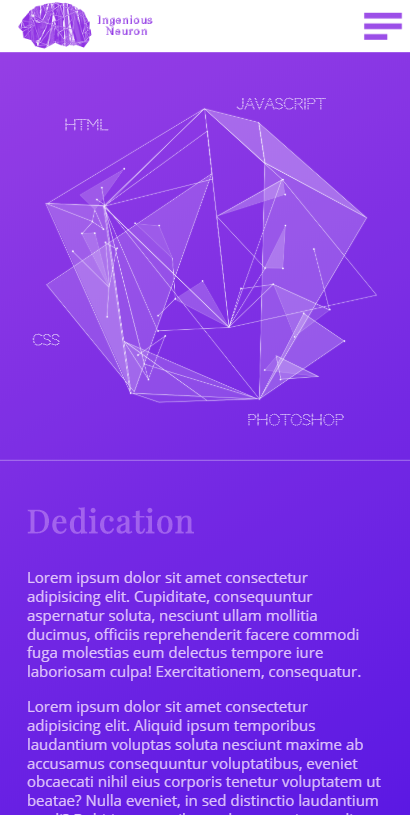 Ingenious
Neuron
JAVASCRIPT
HTML
CSS
PHOTOSHOP
Dedication
Lorem ipsum dolor sit amet consectetur
adipisicing elit. Cupiditate, consequuntur
aspernatur soluta, nesciunt ullam mollitia
ducimus, officiis reprehenderit facere commodi
fuga molestias eum delectus tempore iure
laboriosam culpa! Exercitationem, consequatur.
Lorem ipsum dolor sit amet consectetur
adipisicing elit. Aliquid ipsum temporibus
laudantium voluptas soluta nesciunt maxime ab
accusamus consequuntur voluptatibus, eveniet
obcaecati nihil eius corporis tenetur voluptatem ut
beatae? Nulla eveniet, in sed distinctio laudantium